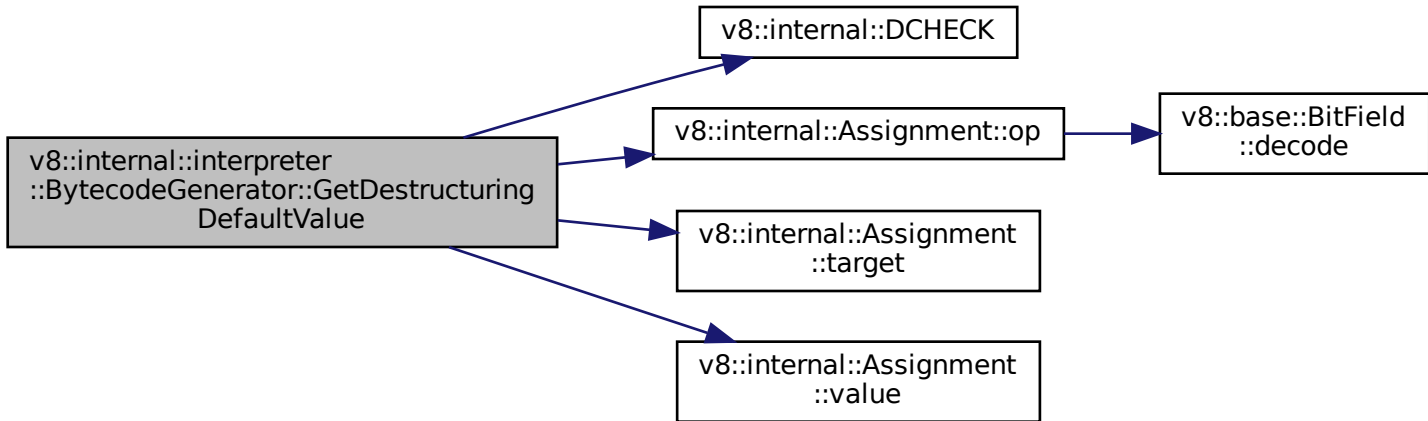 v8::internal::interpreter
::BytecodeGenerator::GetDestructuring
DefaultValue
v8::internal::DCHECK
v8::internal::Assignment::op
v8::base::BitField
::decode
v8::internal::Assignment
::target
v8::internal::Assignment
::value